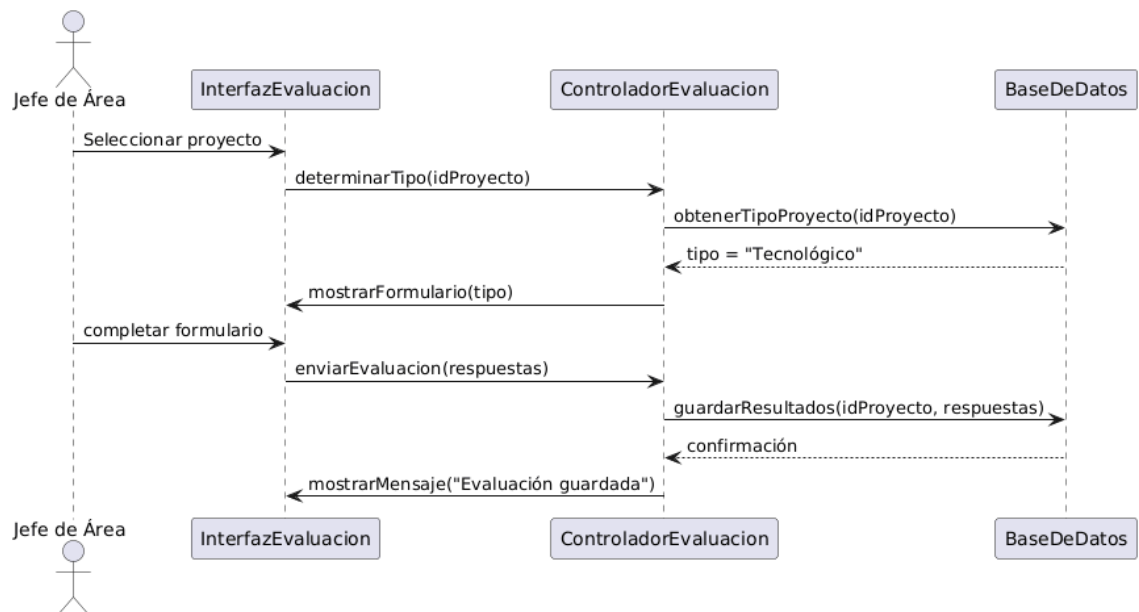 Jefe de Área
InterfazEvaluacion
ControladorEvaluacion
BaseDeDatos
Seleccionar proyecto
determinarTipo(idProyecto)
obtenerTipoProyecto(idProyecto)
tipo = "Tecnológico"
mostrarFormulario(tipo)
completar formulario
enviarEvaluacion(respuestas)
guardarResultados(idProyecto, respuestas)
confirmación
mostrarMensaje("Evaluación guardada")
Jefe de Área
InterfazEvaluacion
ControladorEvaluacion
BaseDeDatos